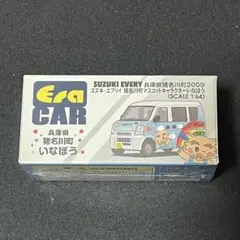 Era
CAR
SUZUKI EVERY 兵庫県猪名川町2009
スズキ・エブリイ 猪名川町マスコットキャラクターいなぼう
(SCALE 1:64)
兵庫県
猪名川町
いなぼう